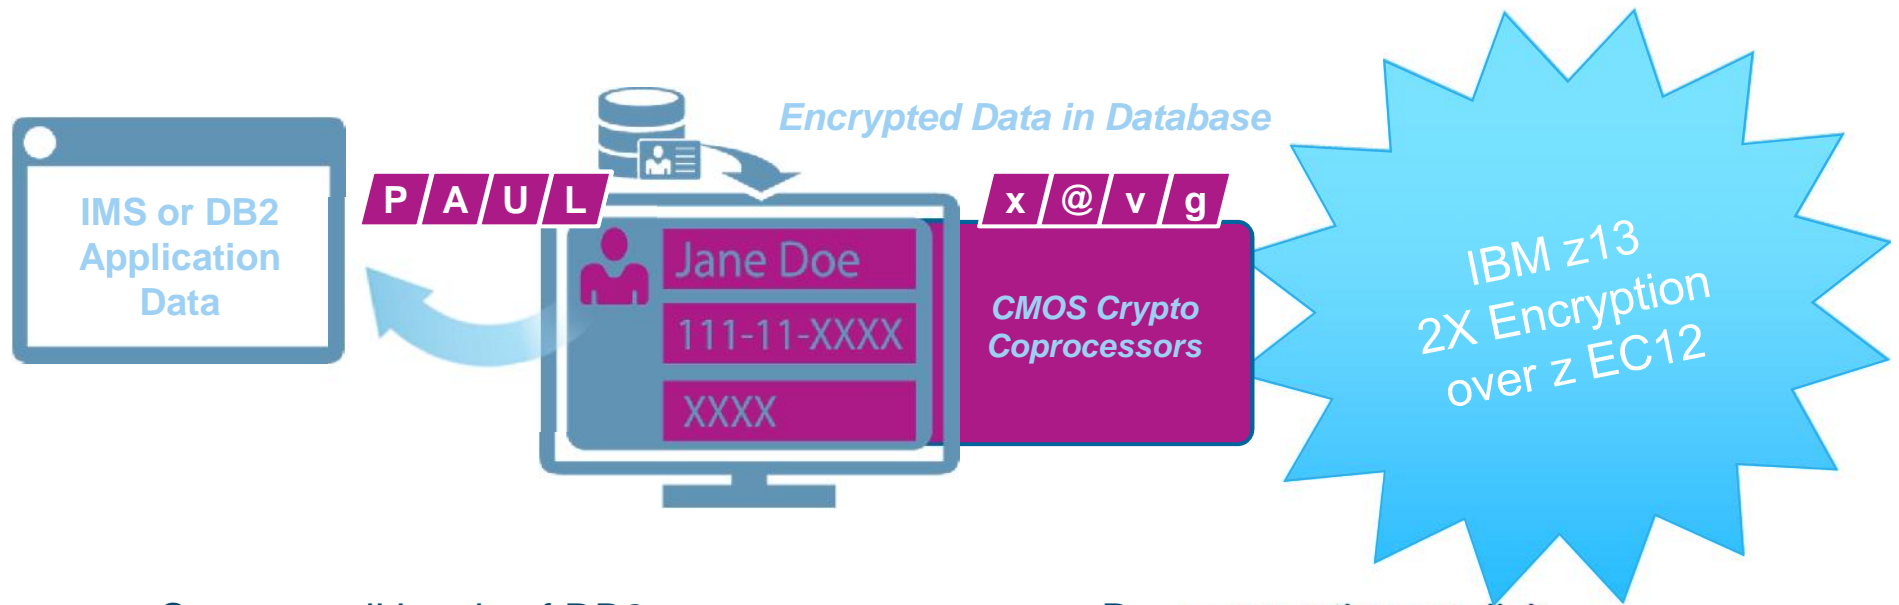 Encrypted Data in Database
IMS or DB2
Application
Data
P A U L
x @ v g
Jane Doe
111-11-XXXX
XXXX
CMOS Crypto
Coprocessors
IBM z13
2X Encryption
over z EC12